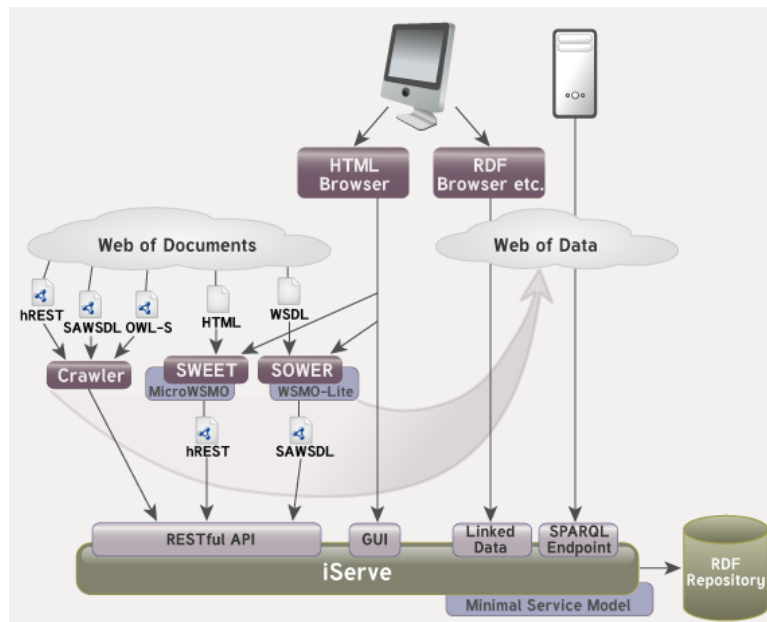 HTML
Browser
RDF
Browser etc.
Web of Documents
Web of Data
hREST
SAWSDL
OWL-S
HTML
WSDL
Crawler
SWEET
MicroWSMO
SOWER
WSMO-Lite
hREST
SAWSDL
RESTful API
GUI
Linked
Data
SPARQL
Endpoint
iServe
Minimal Service Model
RDF
Repository